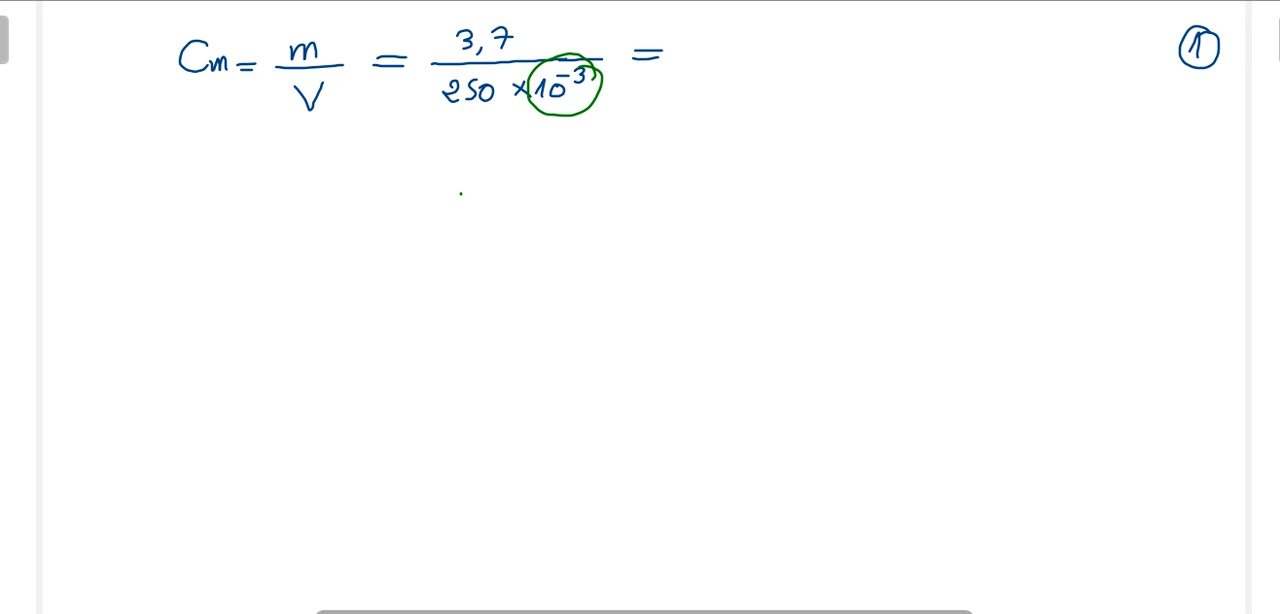 Cm = m/V = 3,7/(250 × 10⁻³) = ①